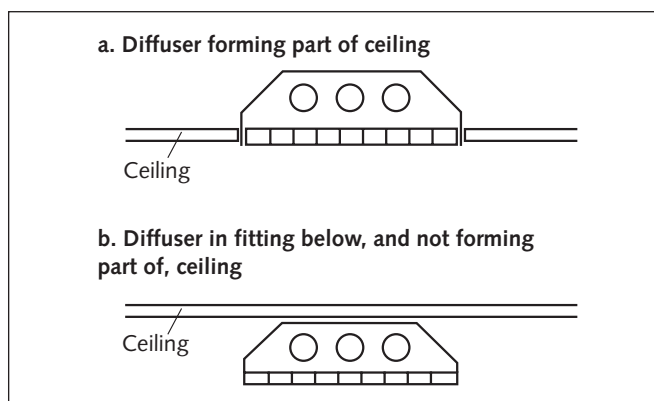 a. Diffuser forming part of ceiling
Ceiling
b. Diffuser in fitting below, and not forming
part of, ceiling
Ceiling